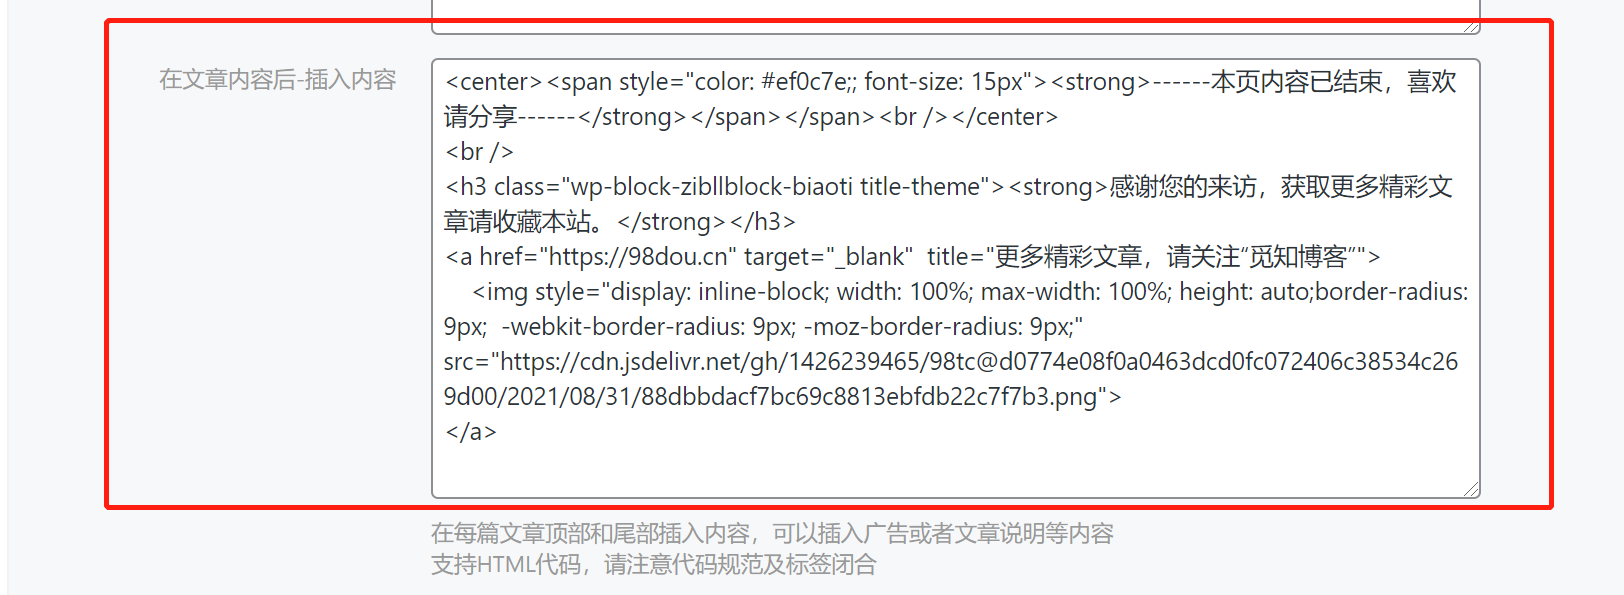 在文章内容后-插入内容
<center><span style="color: #ef0c7e;; font-size: 15px"><strong>------本页内容已结束，喜欢
请分享------</strong></span></span><br /></center>
<br />
<h3 class="wp-block-zibllblock-biaoti title-theme"><strong>感谢您的来访，获取更多精彩文
章请收藏本站。</strong></h3>
<a href="https://98dou.cn" target="_blank"  title="更多精彩文章，请关注“觅知博客”">
    <img style="display: inline-block; width: 100%; max-width: 100%; height: auto;border-radius:
9px;  -webkit-border-radius: 9px; -moz-border-radius: 9px;"
src="https://cdn.jsdelivr.net/gh/1426239465/98tc@d0774e08f0a0463dcd0fc072406c38534c26
9d00/2021/08/31/88dbbdacf7bc69c8813ebfdb22c7f7b3.png">
</a>
在每篇文章顶部和尾部插入内容，可以插入广告或者文章说明等内容
支持HTML代码，请注意代码规范及标签闭合